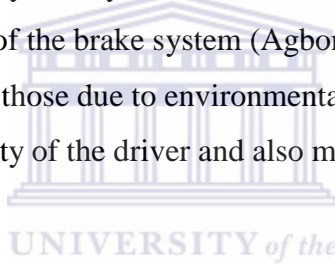 of the brake system (Agbor
those due to environmenta
ty of the driver and also m
UNIVERSITY of the